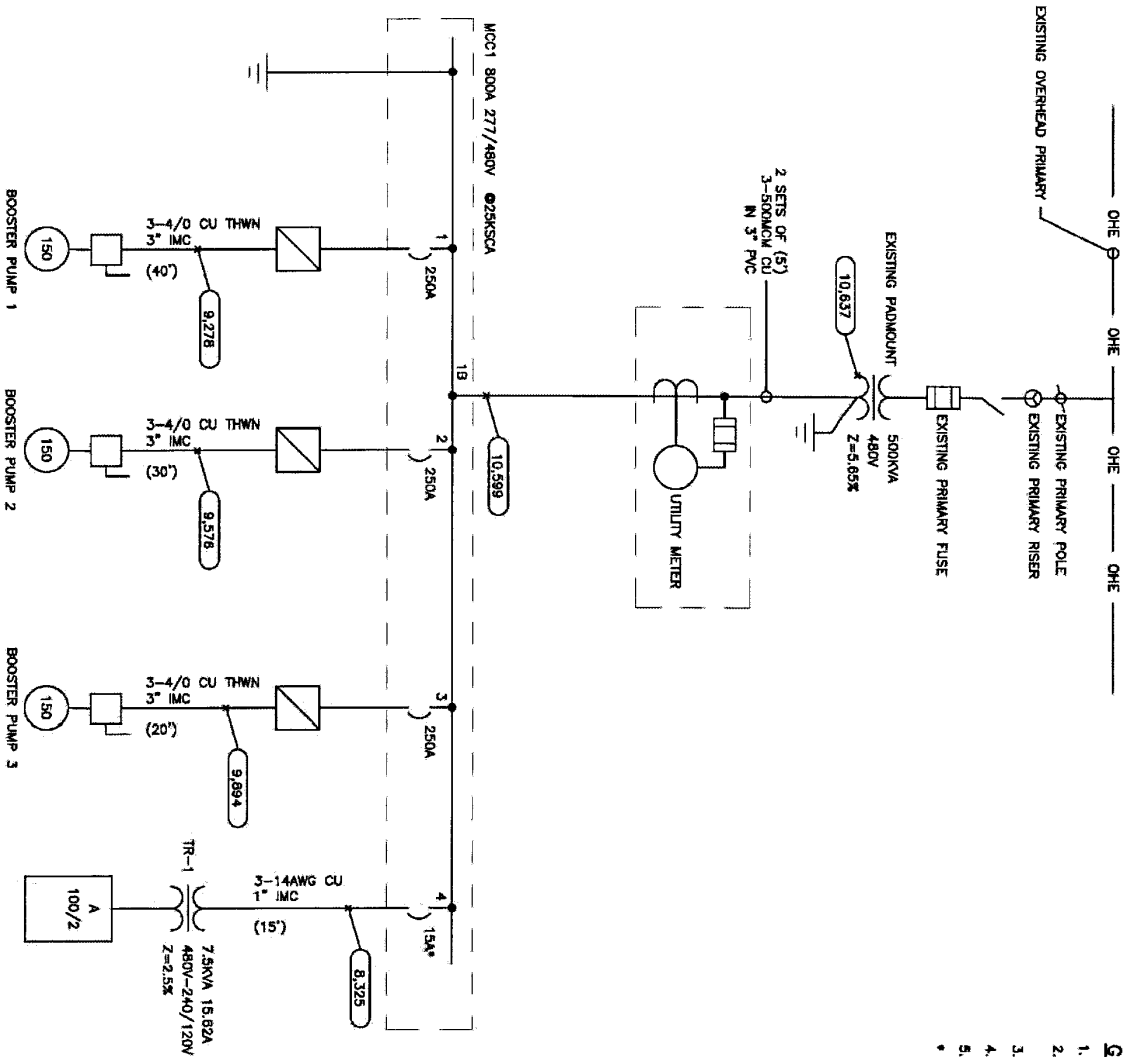 OHE
OHE
OHE
OHE
EXISTING OVERHEAD PRIMARY
EXISTING PRIMARY POLE
EXISTING PRIMARY RISER
EXISTING PRIMARY FUSE
500KVA
480V
Z=5.65%
EXISTING PADMOUNT
10,637
2 SETS OF (5')
3-500MCM CU
IN 3" PVC
UTILITY METER
10,599
MCC1 800A 277/480V @25KSCA
1B
1
250A
2
250A
3
250A
4
15A*
3-4/0 CU THWN
3" IMC
(40')
9,278
150
BOOSTER PUMP 1
3-4/0 CU THWN
3" IMC
(30')
9,576
150
BOOSTER PUMP 2
3-4/0 CU THWN
3" IMC
(20')
9,894
150
BOOSTER PUMP 3
3-14AWG CU
1" IMC
(15')
8,325
TR-1
7.5KVA 15.62A
480V-240/120V
Z=2.5%
A
100/2
G
1.
2.
3.
4.
5.
*